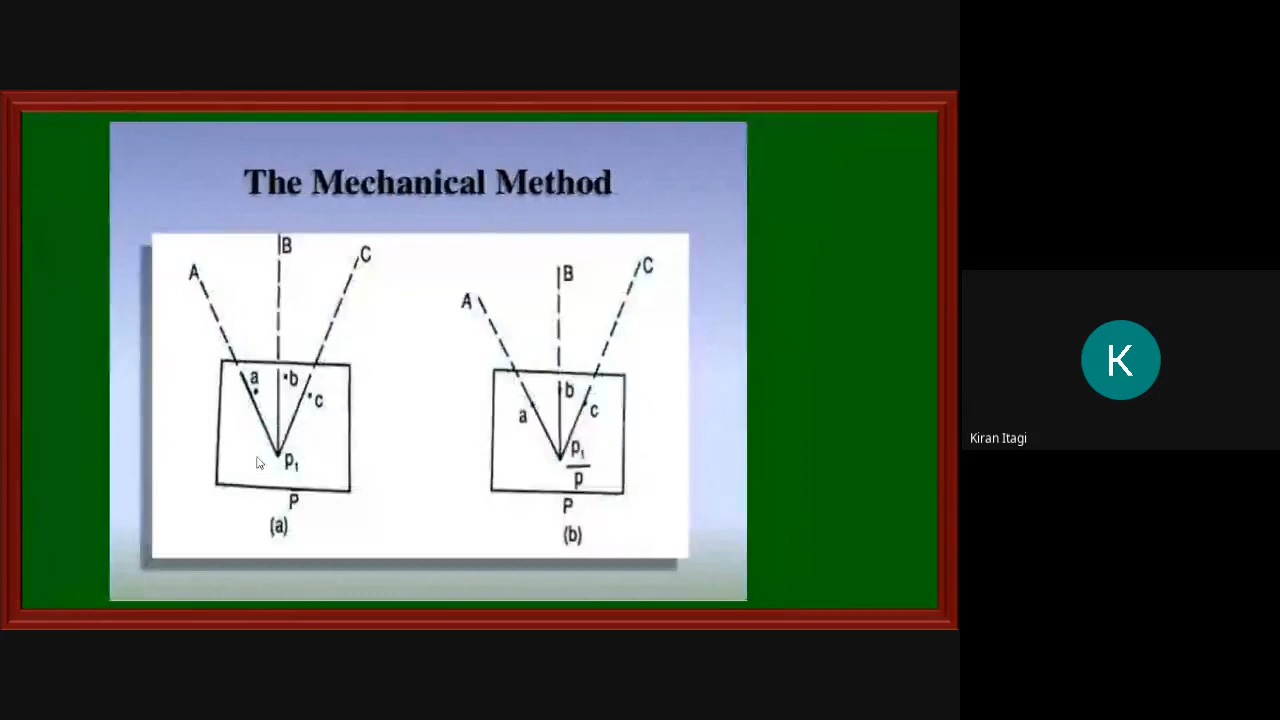 The Mechanical Method
B
C
A
a
b
c
p₁
P
(a)
B
C
A
b
a
c
p₁
p
P
(b)
K
Kiran Itagi